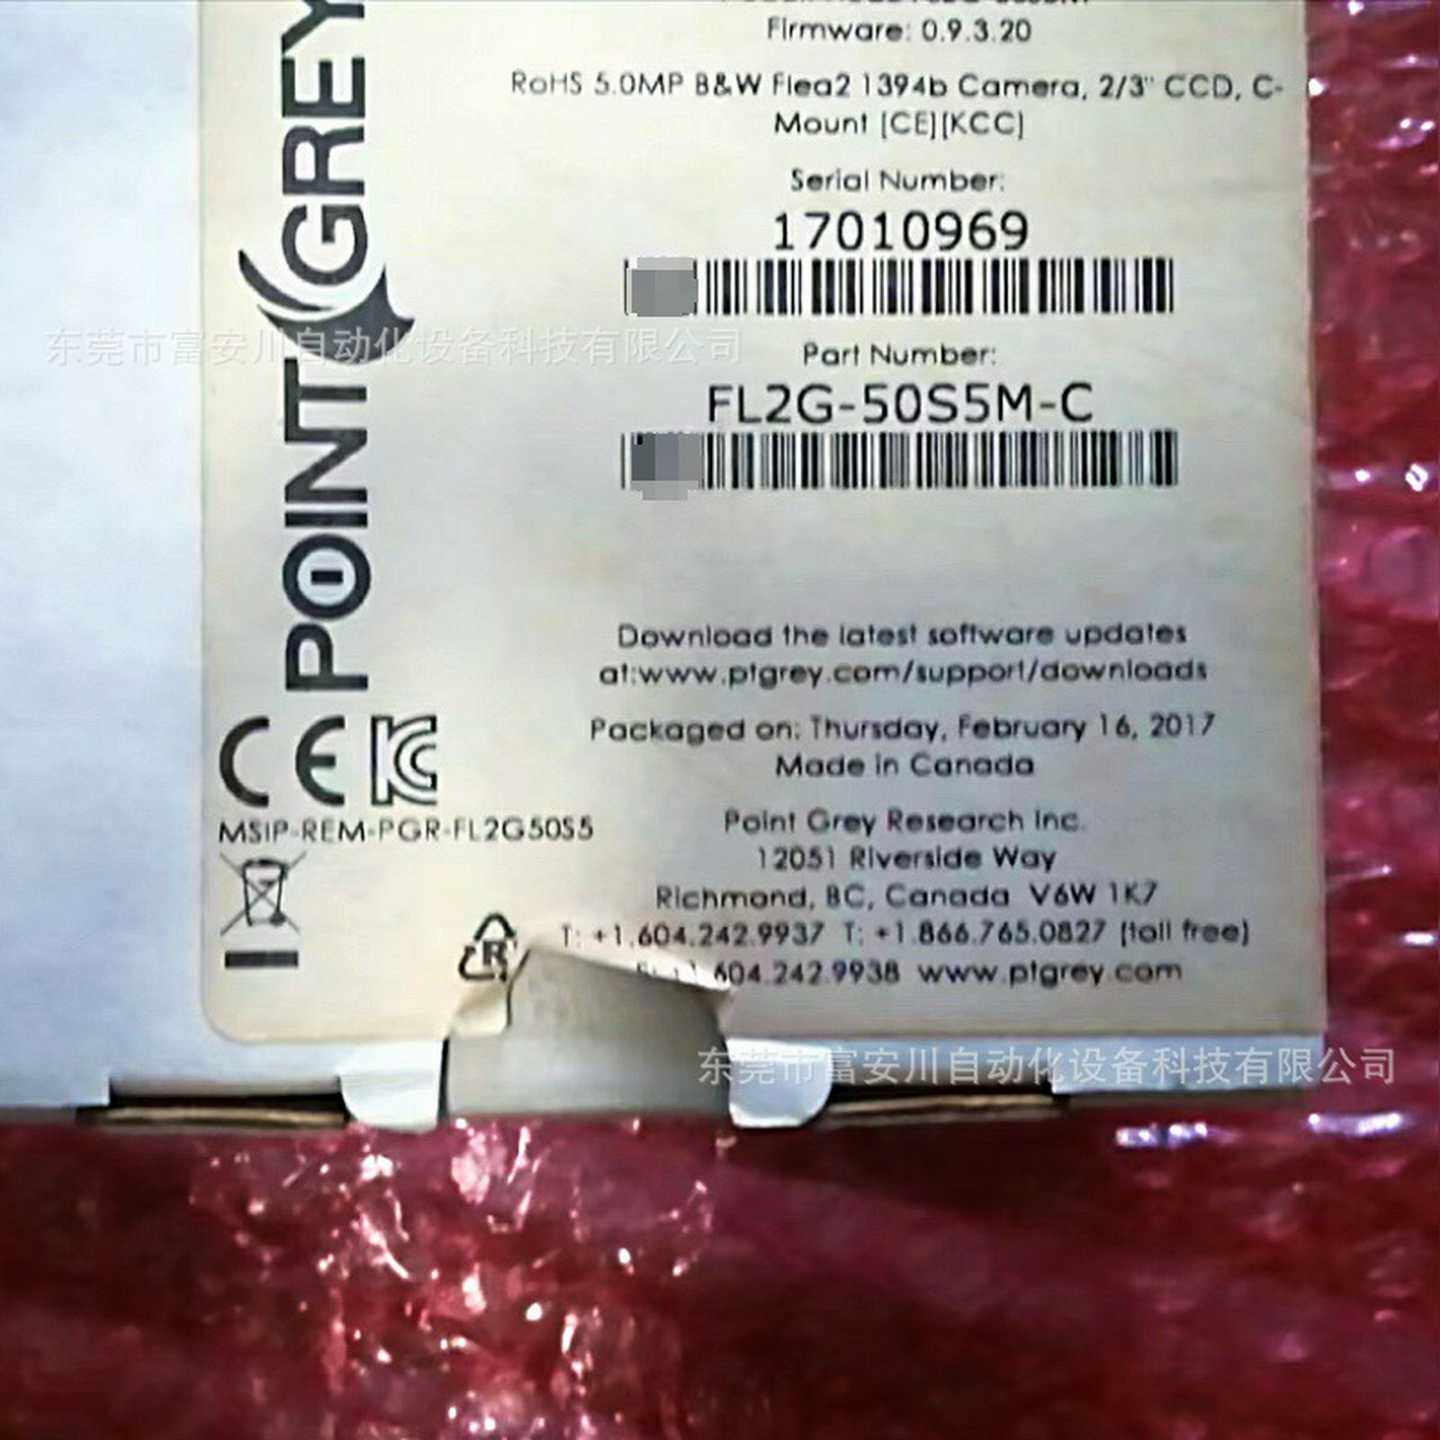 Firmware: 0.9.3.20
RoHS 5.0MP B&W Flea2 1394b Camera, 2/3" CCD, C-
Mount [CE][KCC]
Serial Number:
17010969
Part Number:
FL2G-50S5M-C
Download the latest software updates
at:www.ptgrey.com/support/downloads
Packaged on: Thursday, February 16, 2017
Made in Canada
Point Grey Research Inc.
12051 Riverside Way
Richmond, BC, Canada V6W 1K7
T: +1.604.242.9937 T: +1.866.765.0827 (toll free)
604.242.9938 www.ptgrey.com
POINT GREY
CE
MSIP-REM-PGR-FL2G50S5
R
东莞市富安川自动化设备科技有限公司
东莞市富安川自动化设备科技有限公司